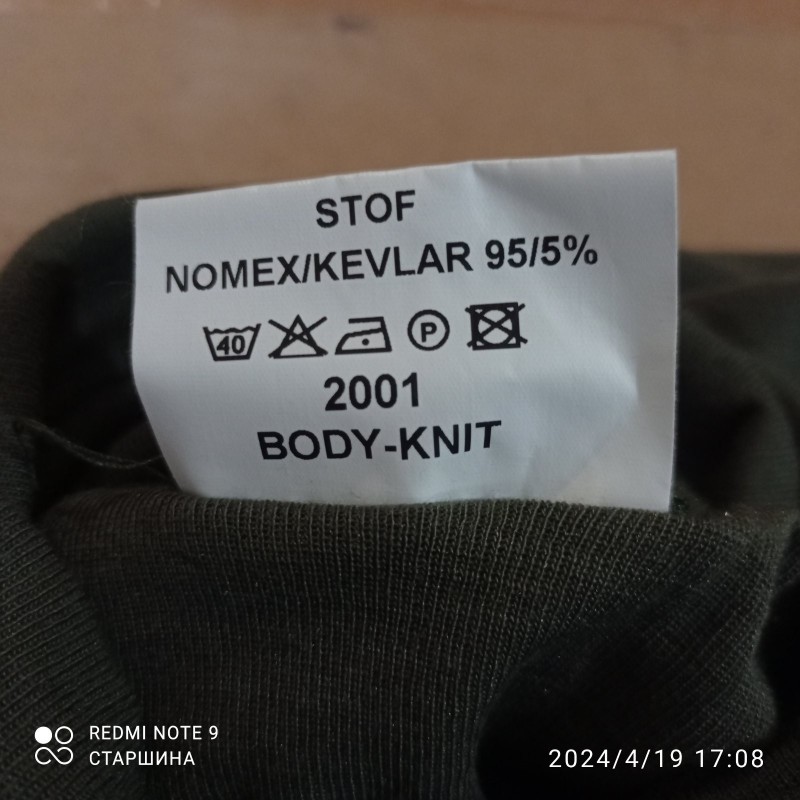 STOF
NOMEX/KEVLAR 95/5%
40 P
2001
BODY-KNIT
REDMI NOTE 9
СТАРШИНА
2024/4/19 17:08